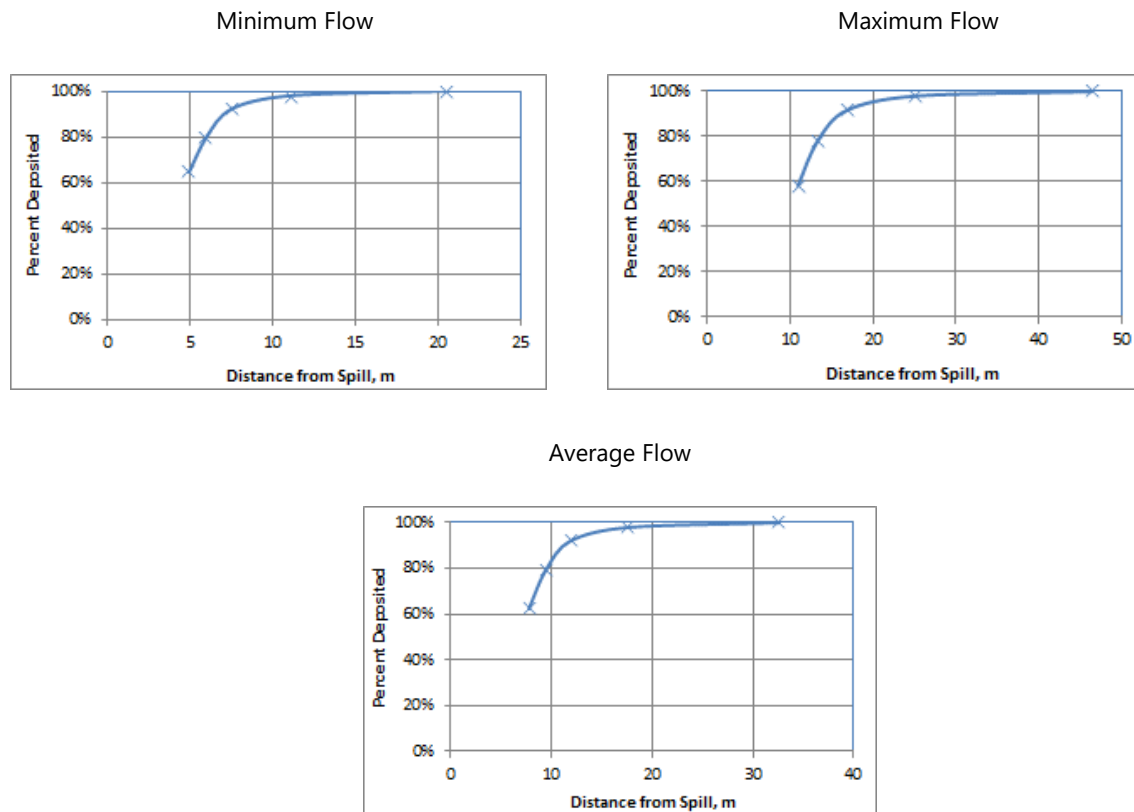 Minimum Flow
Maximum Flow
100%
80%
60%
40%
20%
0%
Percent Deposited
0 5 10 15 20 25
Distance from Spill, m
100%
80%
60%
40%
20%
0%
Percent Deposited
0 10 20 30 40 50
Distance from Spill, m
Average Flow
100%
80%
60%
40%
20%
0%
Percent Deposited
0 10 20 30 40
Distance from Spill, m